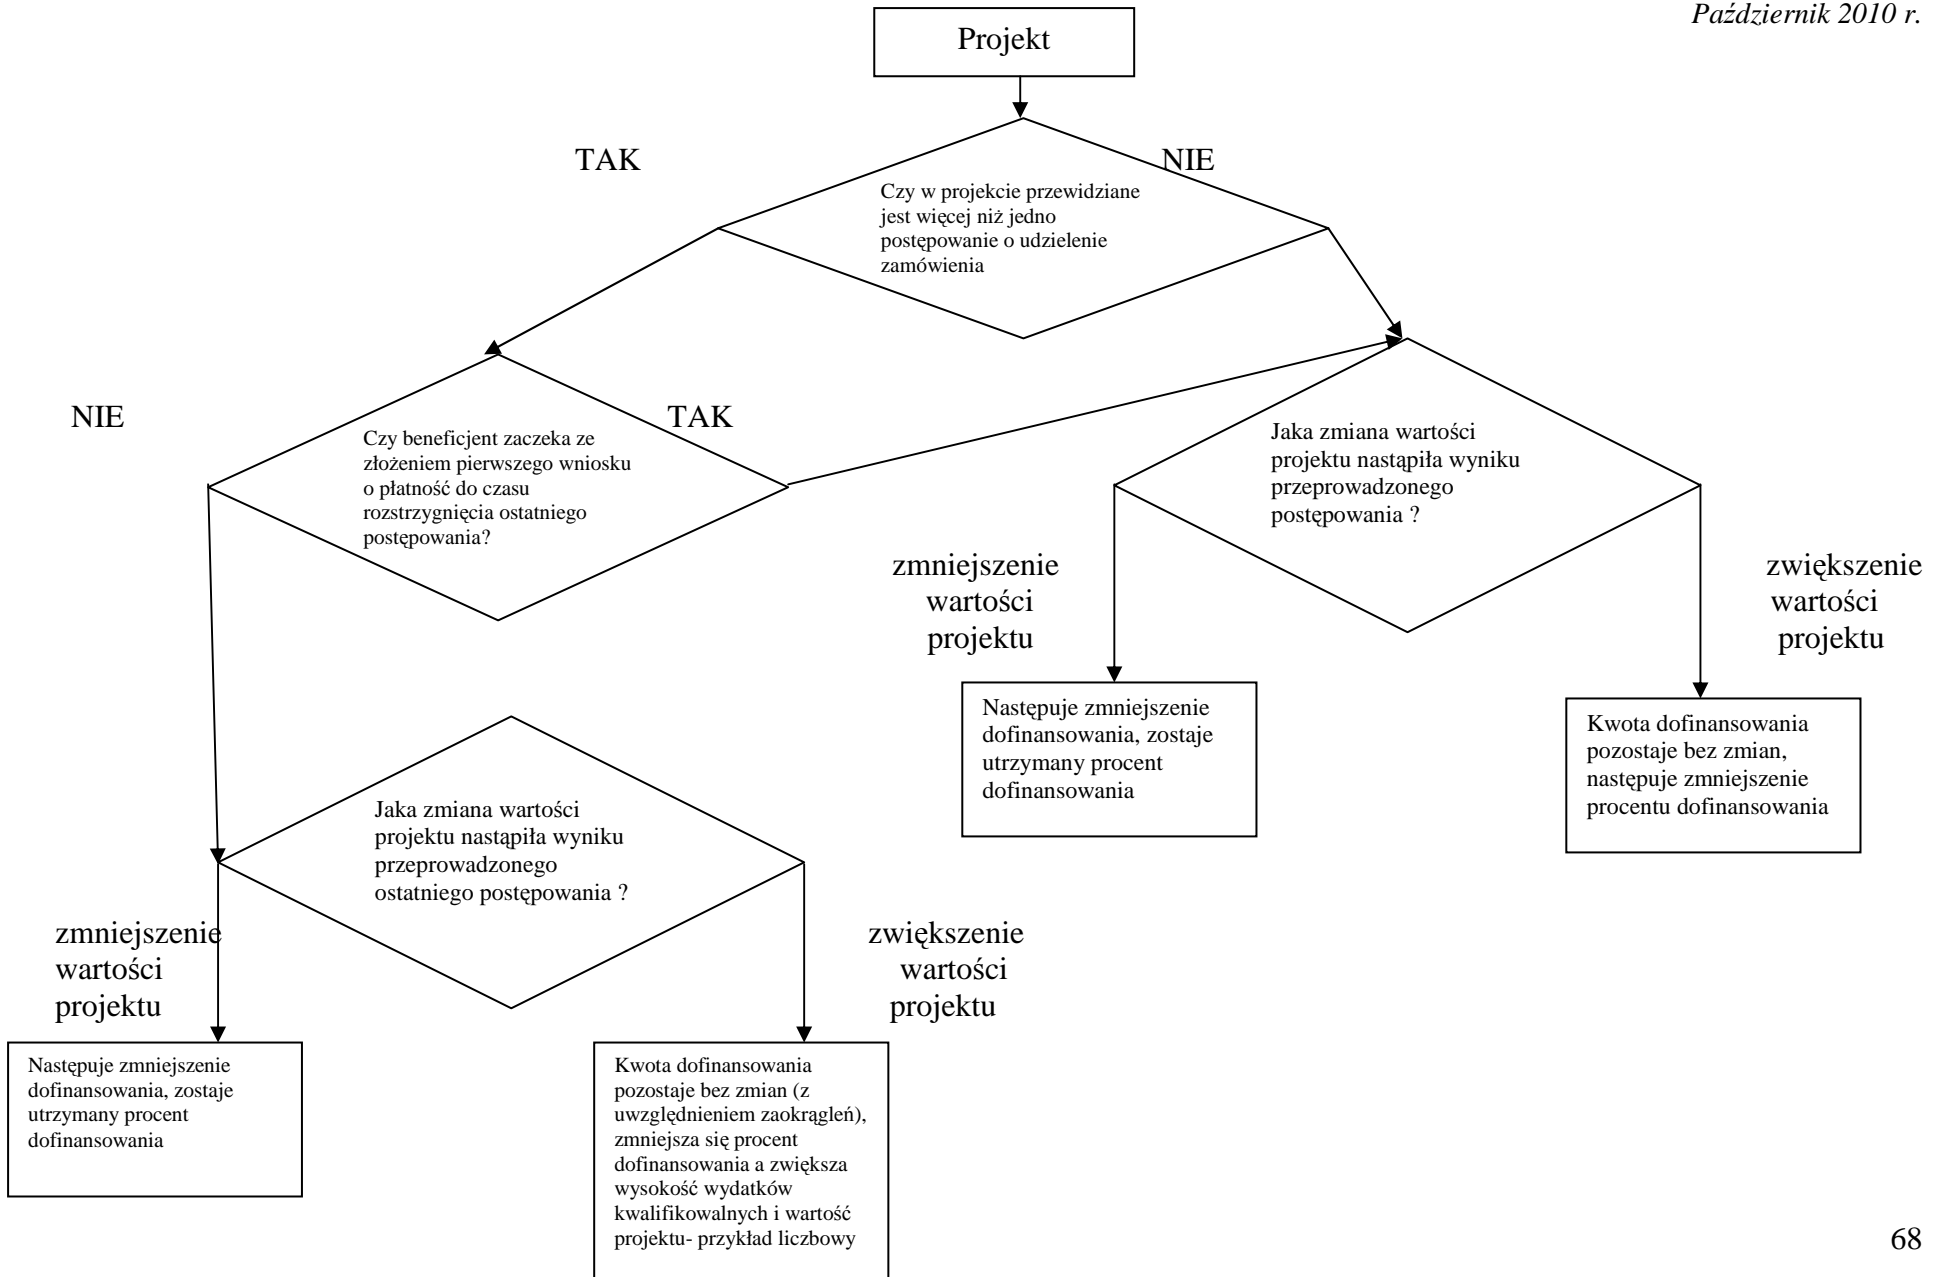 Październik 2010 r.
Projekt
TAK
NIE
Czy w projekcie przewidziane
jest więcej niż jedno
postępowanie o udzielenie
zamówienia
NIE
TAK
Czy beneficjent zaczeka ze
złożeniem pierwszego wniosku
o płatność do czasu
rozstrzygnięcia ostatniego
postępowania?
Jaka zmiana wartości
projektu nastąpiła wyniku
przeprowadzonego
postępowania ?
zmniejszenie
wartości
projektu
zwiększenie
wartości
projektu
Następuje zmniejszenie
dofinansowania, zostaje
utrzymany procent
dofinansowania
Kwota dofinansowania
pozostaje bez zmian,
następuje zmniejszenie
procentu dofinansowania
Jaka zmiana wartości
projektu nastąpiła wyniku
przeprowadzonego
ostatniego postępowania ?
zmniejszenie
wartości
projektu
zwiększenie
wartości
projektu
Następuje zmniejszenie
dofinansowania, zostaje
utrzymany procent
dofinansowania
Kwota dofinansowania
pozostaje bez zmian (z
uwzględnieniem zaokrągleń),
zmniejsza się procent
dofinansowania a zwiększa
wysokość wydatków
kwalifikowalnych i wartość
projektu- przykład liczbowy
68